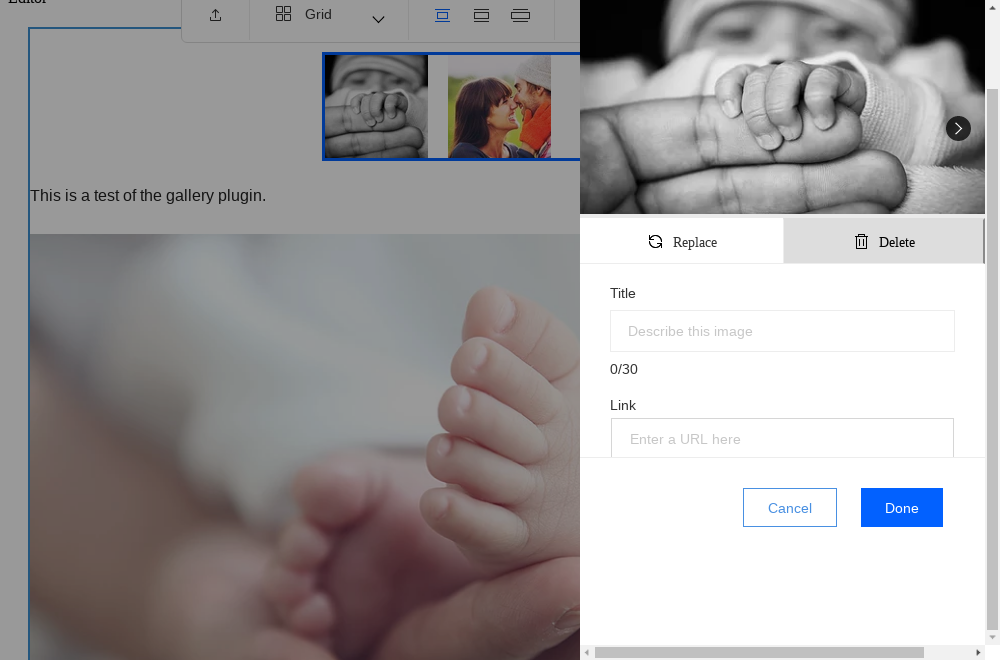 Editor
Grid
This is a test of the gallery plugin.
Replace
Delete
Title
Describe this image
0/30
Link
Enter a URL here
Cancel
Done